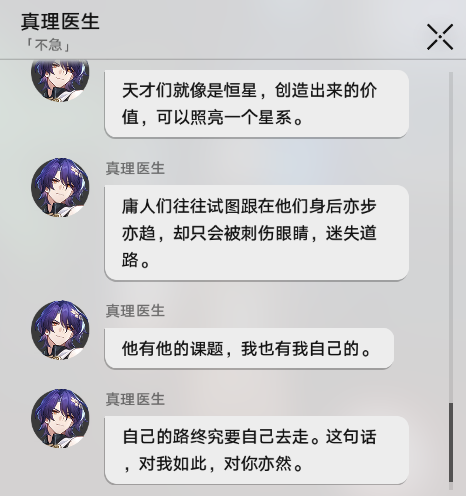 真理医生
「不急」
天才们就像是恒星，创造出来的价
值，可以照亮一个星系。
真理医生
庸人们往往试图跟在他们身后亦步
亦趋，却只会被刺伤眼睛，迷失道
路。
真理医生
他有他的课题，我也有我自己的。
真理医生
自己的路终究要自己去走。这句话
，对我如此，对你亦然。